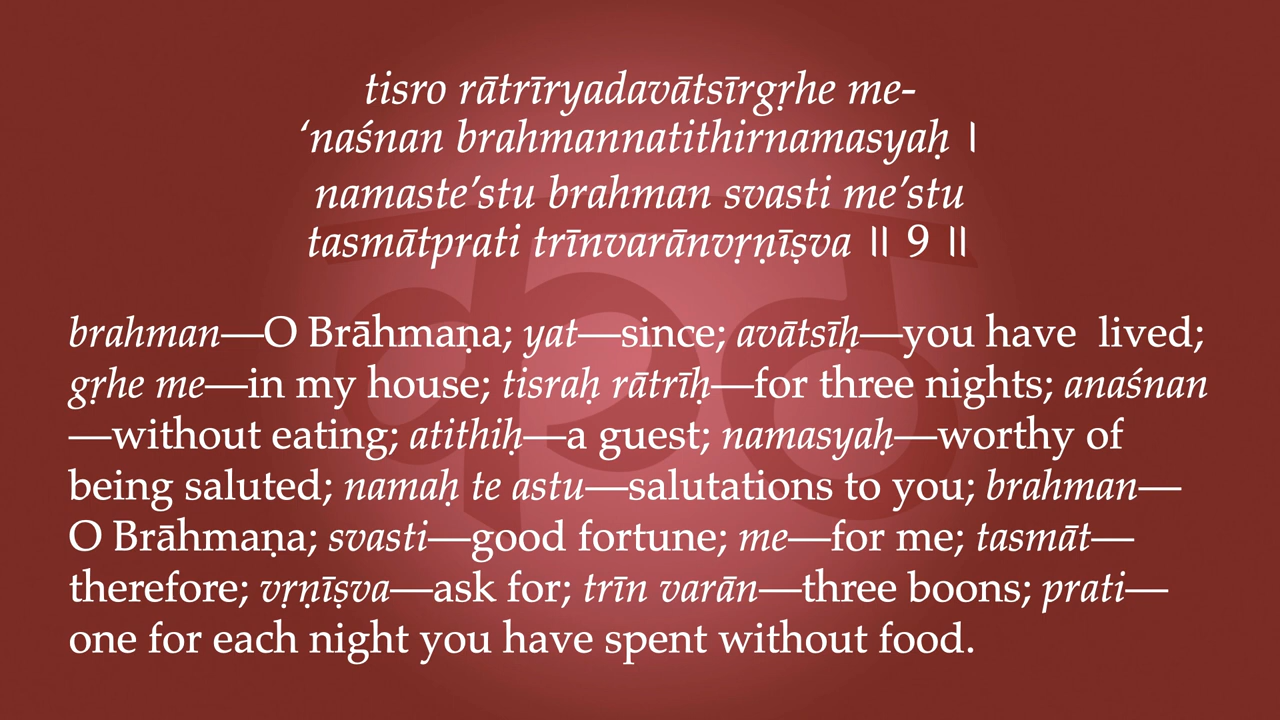 tisro rātrīryadavātsīrgṛhe me-
‘naśnan brahmannatithirnamasyaḥ ।
namaste’stu brahman svasti me’stu
tasmātprati trīnvarānvṛṇīṣva ॥ 9 ॥
brahman—O Brāhmaṇa; yat—since; avātsīḥ—you have lived;
gṛhe me—in my house; tisraḥ rātrīḥ—for three nights; anaśnan
—without eating; atithiḥ—a guest; namasyaḥ—worthy of
being saluted; namaḥ te astu—salutations to you; brahman—
O Brāhmaṇa; svasti—good fortune; me—for me; tasmāt—
therefore; vṛṇīṣva—ask for; trīn varān—three boons; prati—
one for each night you have spent without food.